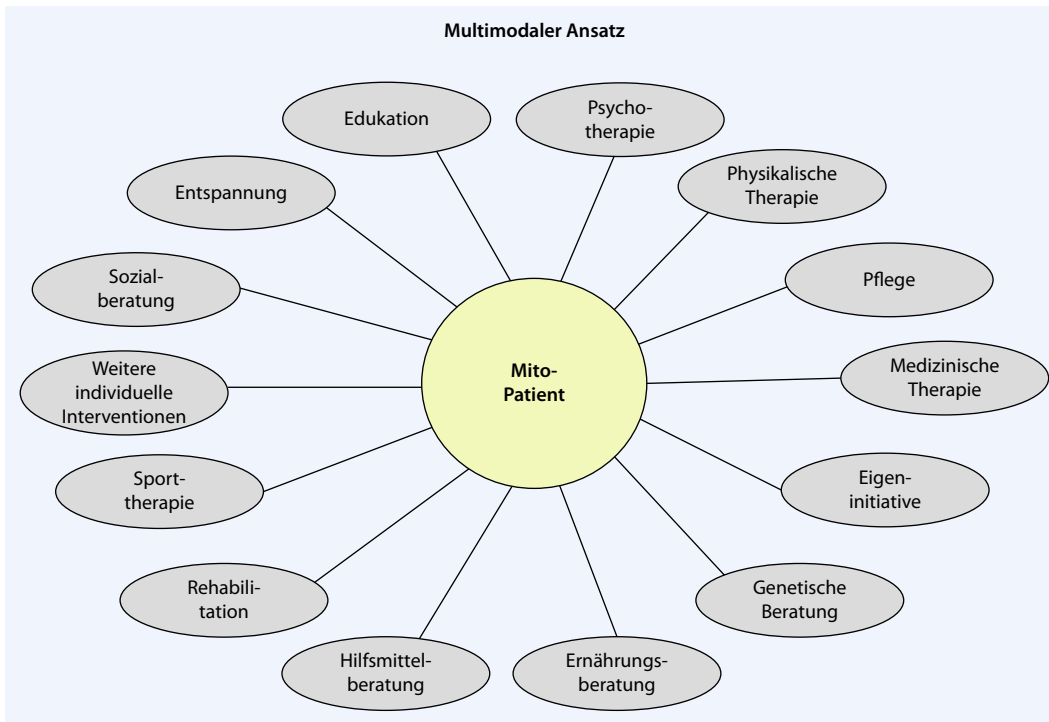 Multimodaler Ansatz
Edukation
Psycho-
therapie
Entspannung
Physikalische
Therapie
Sozial-
beratung
Pflege
Weitere
individuelle
Interventionen
Mito-
Patient
Medizinische
Therapie
Sport-
therapie
Eigen-
initiative
Rehabili-
tation
Genetische
Beratung
Hilfsmittel-
beratung
Ernährungs-
beratung